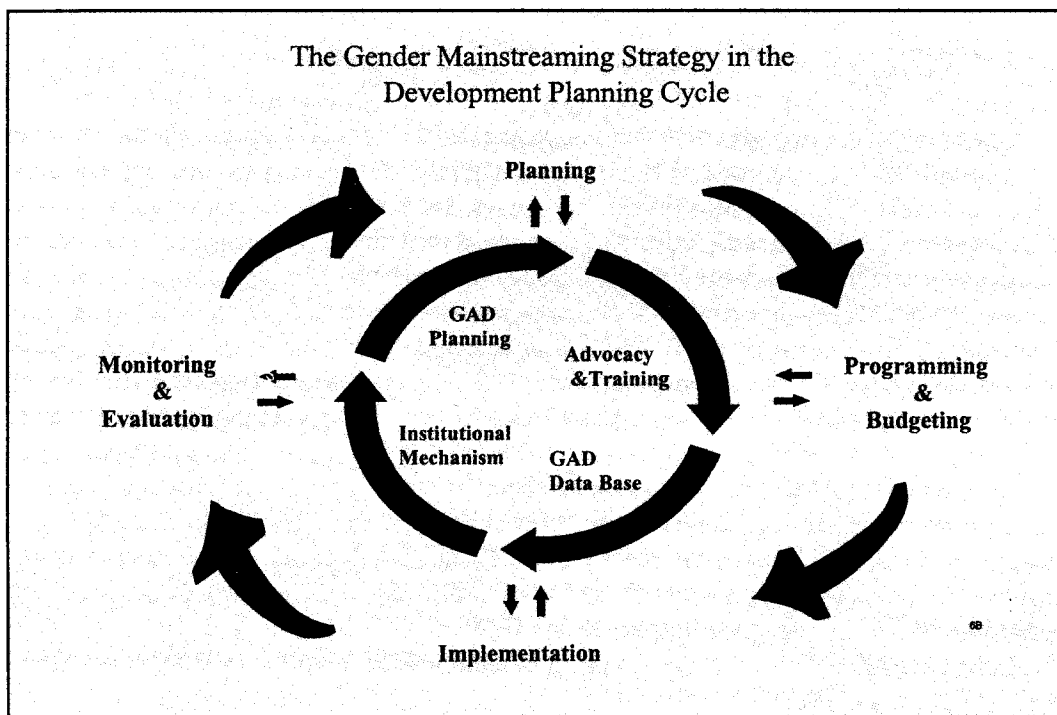 The Gender Mainstreaming Strategy in the
Development Planning Cycle
Planning
GAD
Planning
Advocacy
&Training
Monitoring
&
Evaluation
Programming
&
Budgeting
Institutional
Mechanism
GAD
Data Base
Implementation
6B